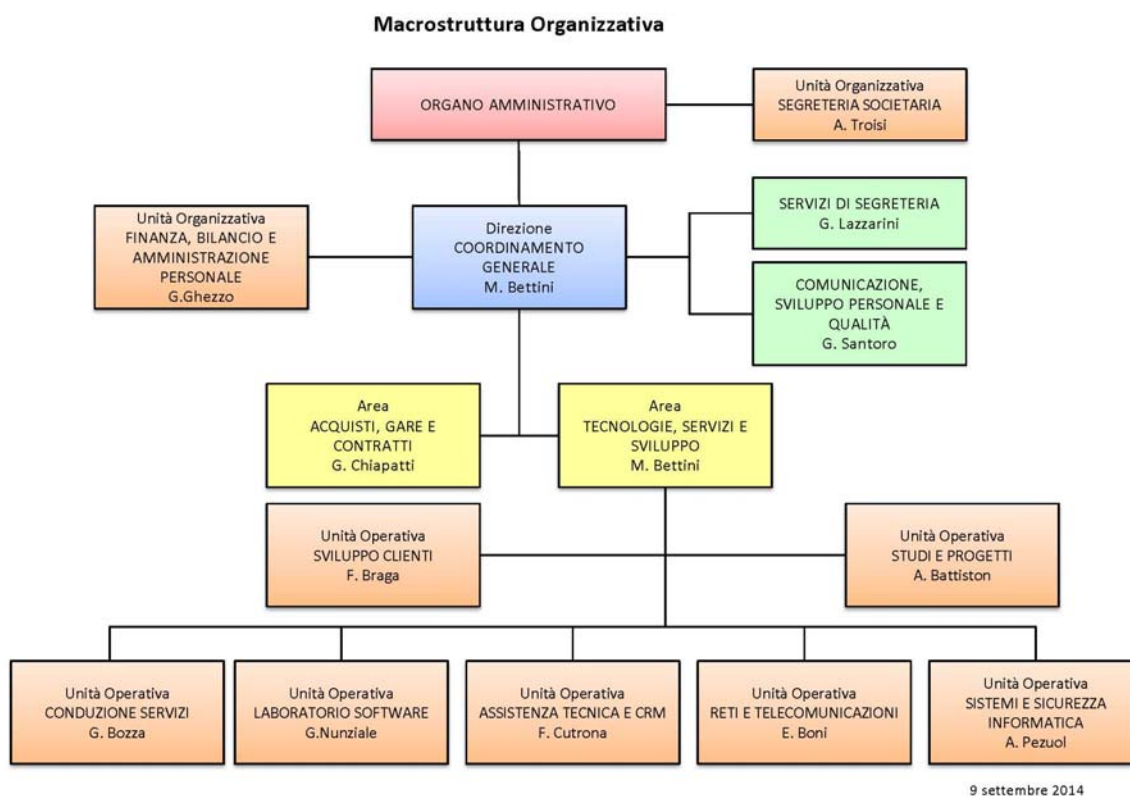 Macrostruttura Organizzativa
ORGANO AMMINISTRATIVO
Unità Organizzativa
SEGRETERIA SOCIETARIA
A. Troisi
Unità Organizzativa
FINANZA, BILANCIO E
AMMINISTRAZIONE
PERSONALE
G.Ghezzo
Direzione
COORDINAMENTO
GENERALE
M. Bettini
SERVIZI DI SEGRETERIA
G. Lazzarini
COMUNICAZIONE,
SVILUPPO PERSONALE E
QUALITÀ
G. Santoro
Area
ACQUISTI, GARE E
CONTRATTI
G. Chiapatti
Area
TECNOLOGIE, SERVIZI E
SVILUPPO
M. Bettini
Unità Operativa
SVILUPPO CLIENTI
F. Braga
Unità Operativa
STUDI E PROGETTI
A. Battiston
Unità Operativa
CONDUZIONE SERVIZI
G. Bozza
Unità Operativa
LABORATORIO SOFTWARE
G.Nunziale
Unità Operativa
ASSISTENZA TECNICA E CRM
F. Cutrona
Unità Operativa
RETI E TELECOMUNICAZIONI
E. Boni
Unità Operativa
SISTEMI E SICUREZZA
INFORMATICA
A. Pezuol
9 settembre 2014